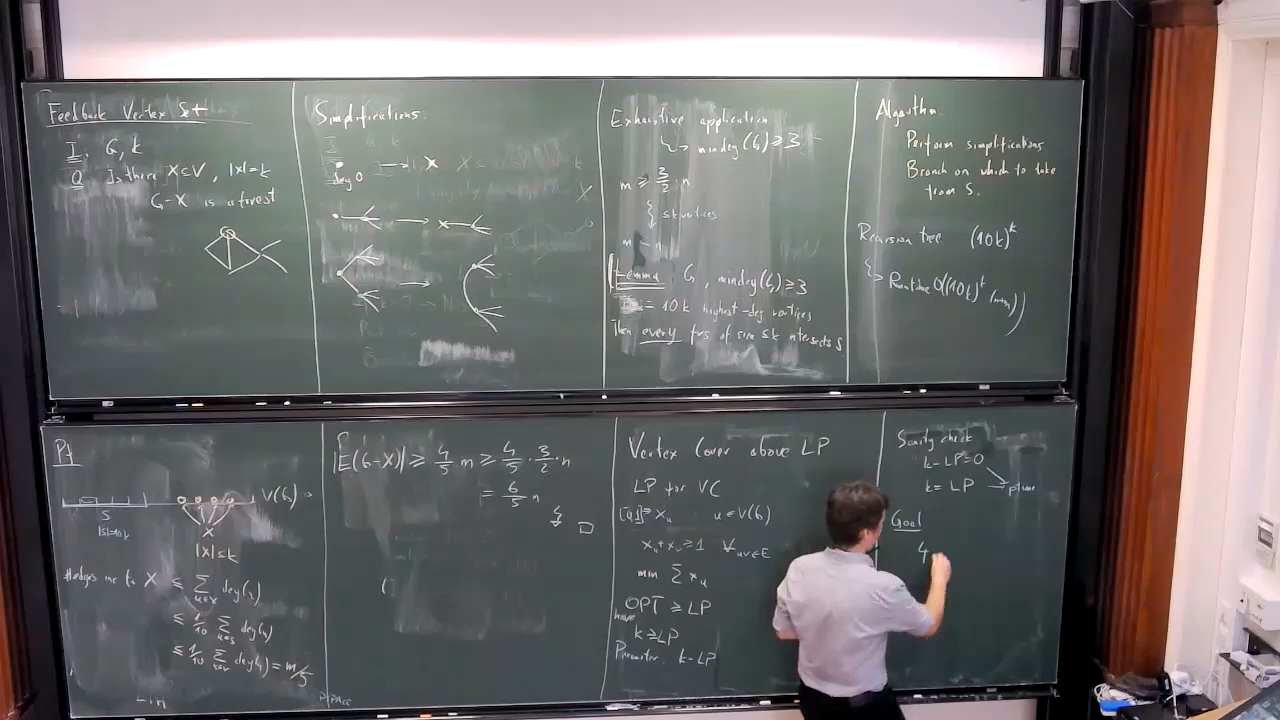 Feedback Vertex Set
I. G, k
Q Is there X⊆V, |X|=k
G-X is a forest
Simplifications:
I G, k
deg 0
Exhaustive application
mindeg(G)≥3
m ≥ 3/2 · n
≤k vertices
m < n
Lemma. G, mindeg(G)≥3
= 10k highest-deg vertices
Then every fvs of size ≤k intersects S
Algorithm:
Perform simplifications
Branch on which to take
from S.
Recursion tree (10k)^k
Runtime O((10k)^k (n+m))
Pf
V(G)
S
|S|=10k
X
|X|≤k
#edges inc to X ≤ ∑_{u∈X} deg(u)
≤ 1/10 ∑_{u∈S} deg(u)
≤ 1/10 ∑_{u∈V} deg(u) = m/5
|E(G-X)| ≥ 4/5 m ≥ 4/5 · 3/2 · n
= 6/5 n
□
Vertex Cover above LP
LP for VC
x_u u∈V(G)
x_u+x_v ≥1 ∀_{uv∈E}
min ∑ x_u
OPT ≥ LP
have
k ≥ LP
Parameter. k-LP
Sanity check
k-LP=0
k = LP
Goal
4